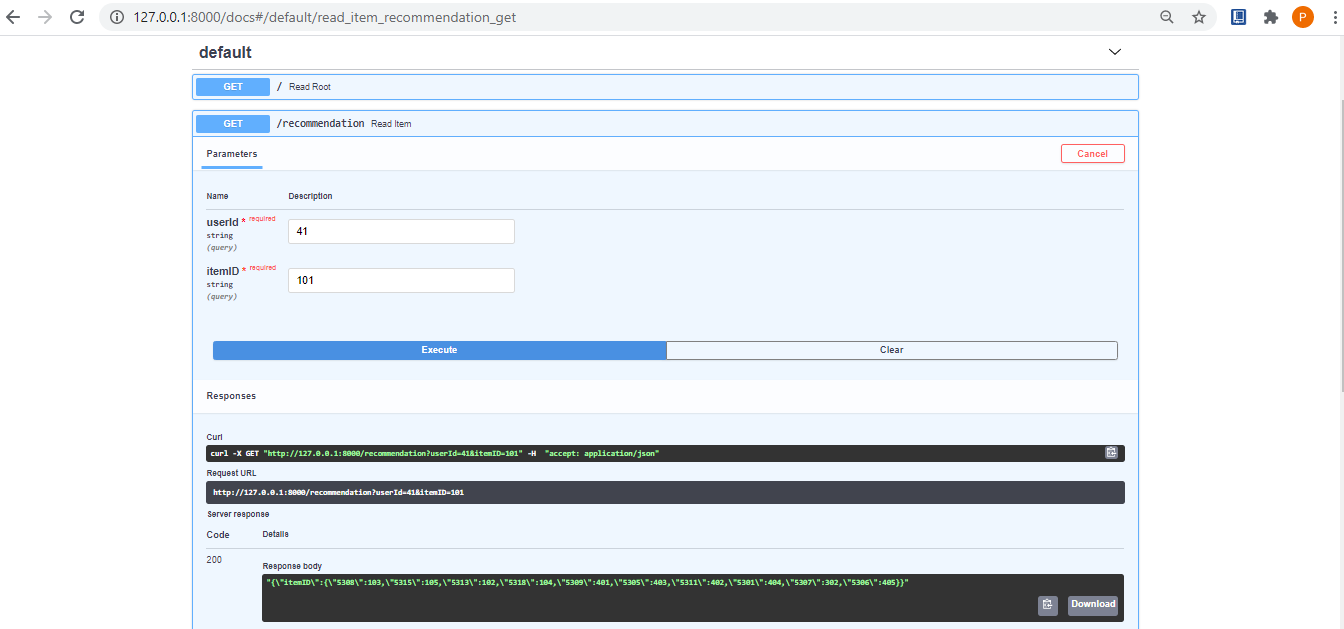 127.0.0.1:8000/docs#/default/read_item_recommendation_get
P
default
GET / Read Root
GET /recommendation Read Item
Parameters
Cancel
Name Description
userId * required
string
(query)
41
itemID * required
string
(query)
101
Execute Clear
Responses
Curl
curl -X GET "http://127.0.0.1:8000/recommendation?userId=41&itemID=101" -H "accept: application/json"
Request URL
http://127.0.0.1:8000/recommendation?userId=41&itemID=101
Server response
Code Details
200
Response body
"{\"itemID\":{\"5308\":103,\"5315\":105,\"5313\":102,\"5318\":104,\"5309\":401,\"5305\":403,\"5311\":402,\"5301\":404,\"5307\":302,\"5306\":405}}"
Download